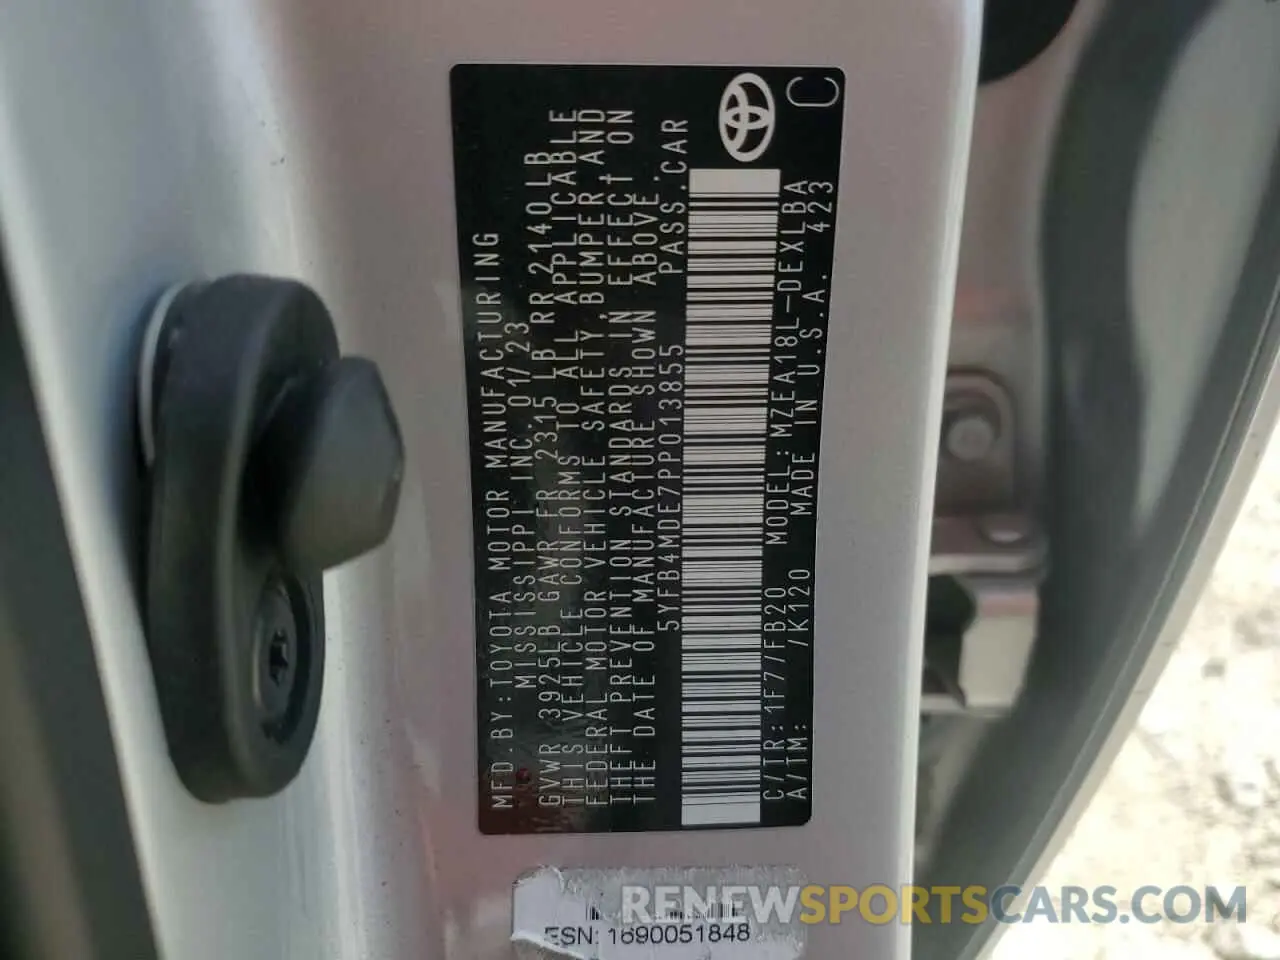 MFD.BY:TOYOTA MOTOR MANUFACTURING
MISSISSIPPI INC. 01/23
GVWR 3925LB GAWR FR 2315 LB RR 2140LB
THIS VEHICLE CONFORMS TO ALL APPLICABLE
FEDERAL MOTOR VEHICLE SAFETY,BUMPER AND
THEFT PREVENTION STANDARDS IN EFFECT ON
THE DATE OF MANUFACTURE SHOWN ABOVE.
5YFB4MDE7PP013855 PASS.CAR
C/TR:1F7/FB20 MODEL:MZEA18L-DEXLBA
A/TM: /K120 MADE IN U.S.A. 423
C
ESN: 1690051848
RENEWSPORTSCARS.COM